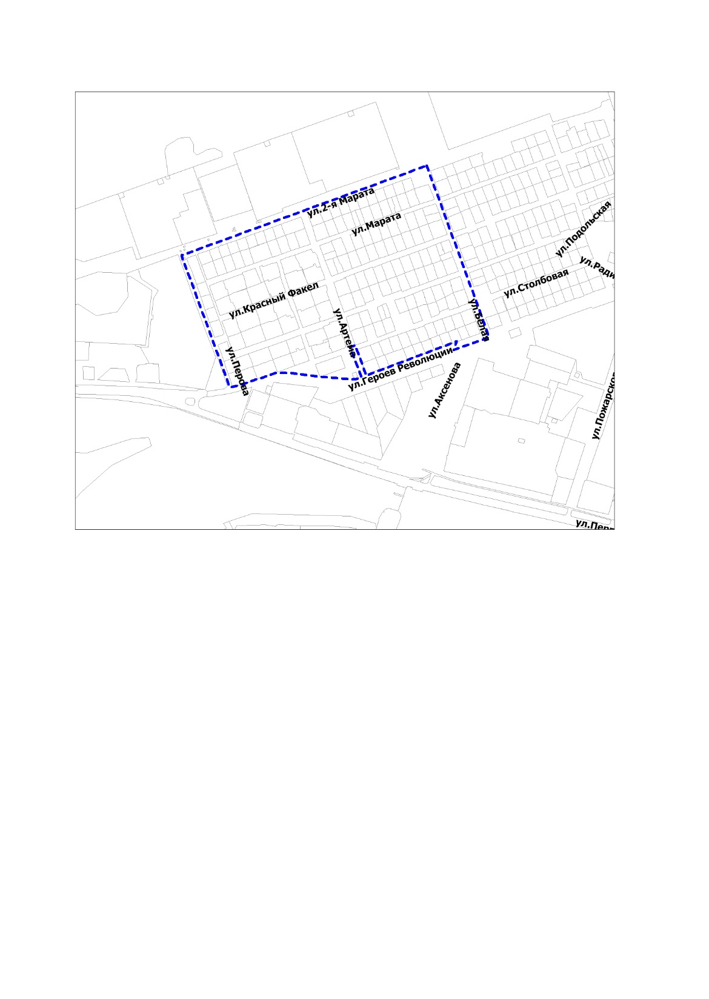 ул.2-я Марата
ул.Марата
ул.Подольская
ул.Ради
ул.Столбовая
ул.Красный Факел
ул.Белая
ул.Артема
ул.Перова
ул.Героев Революции
ул.Аксенова
ул.Пожарско
ул.Перв